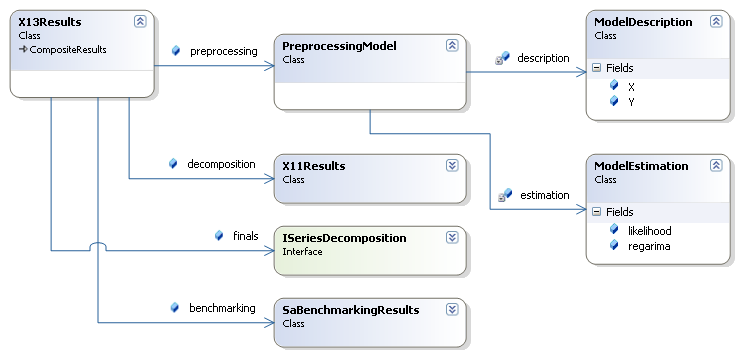 X13Results
Class
CompositeResults
preprocessing
PreprocessingModel
Class
description
ModelDescription
Class
Fields
X
Y
decomposition
X11Results
Class
estimation
ModelEstimation
Class
Fields
likelihood
regarima
finals
ISeriesDecomposition
Interface
benchmarking
SaBenchmarkingResults
Class